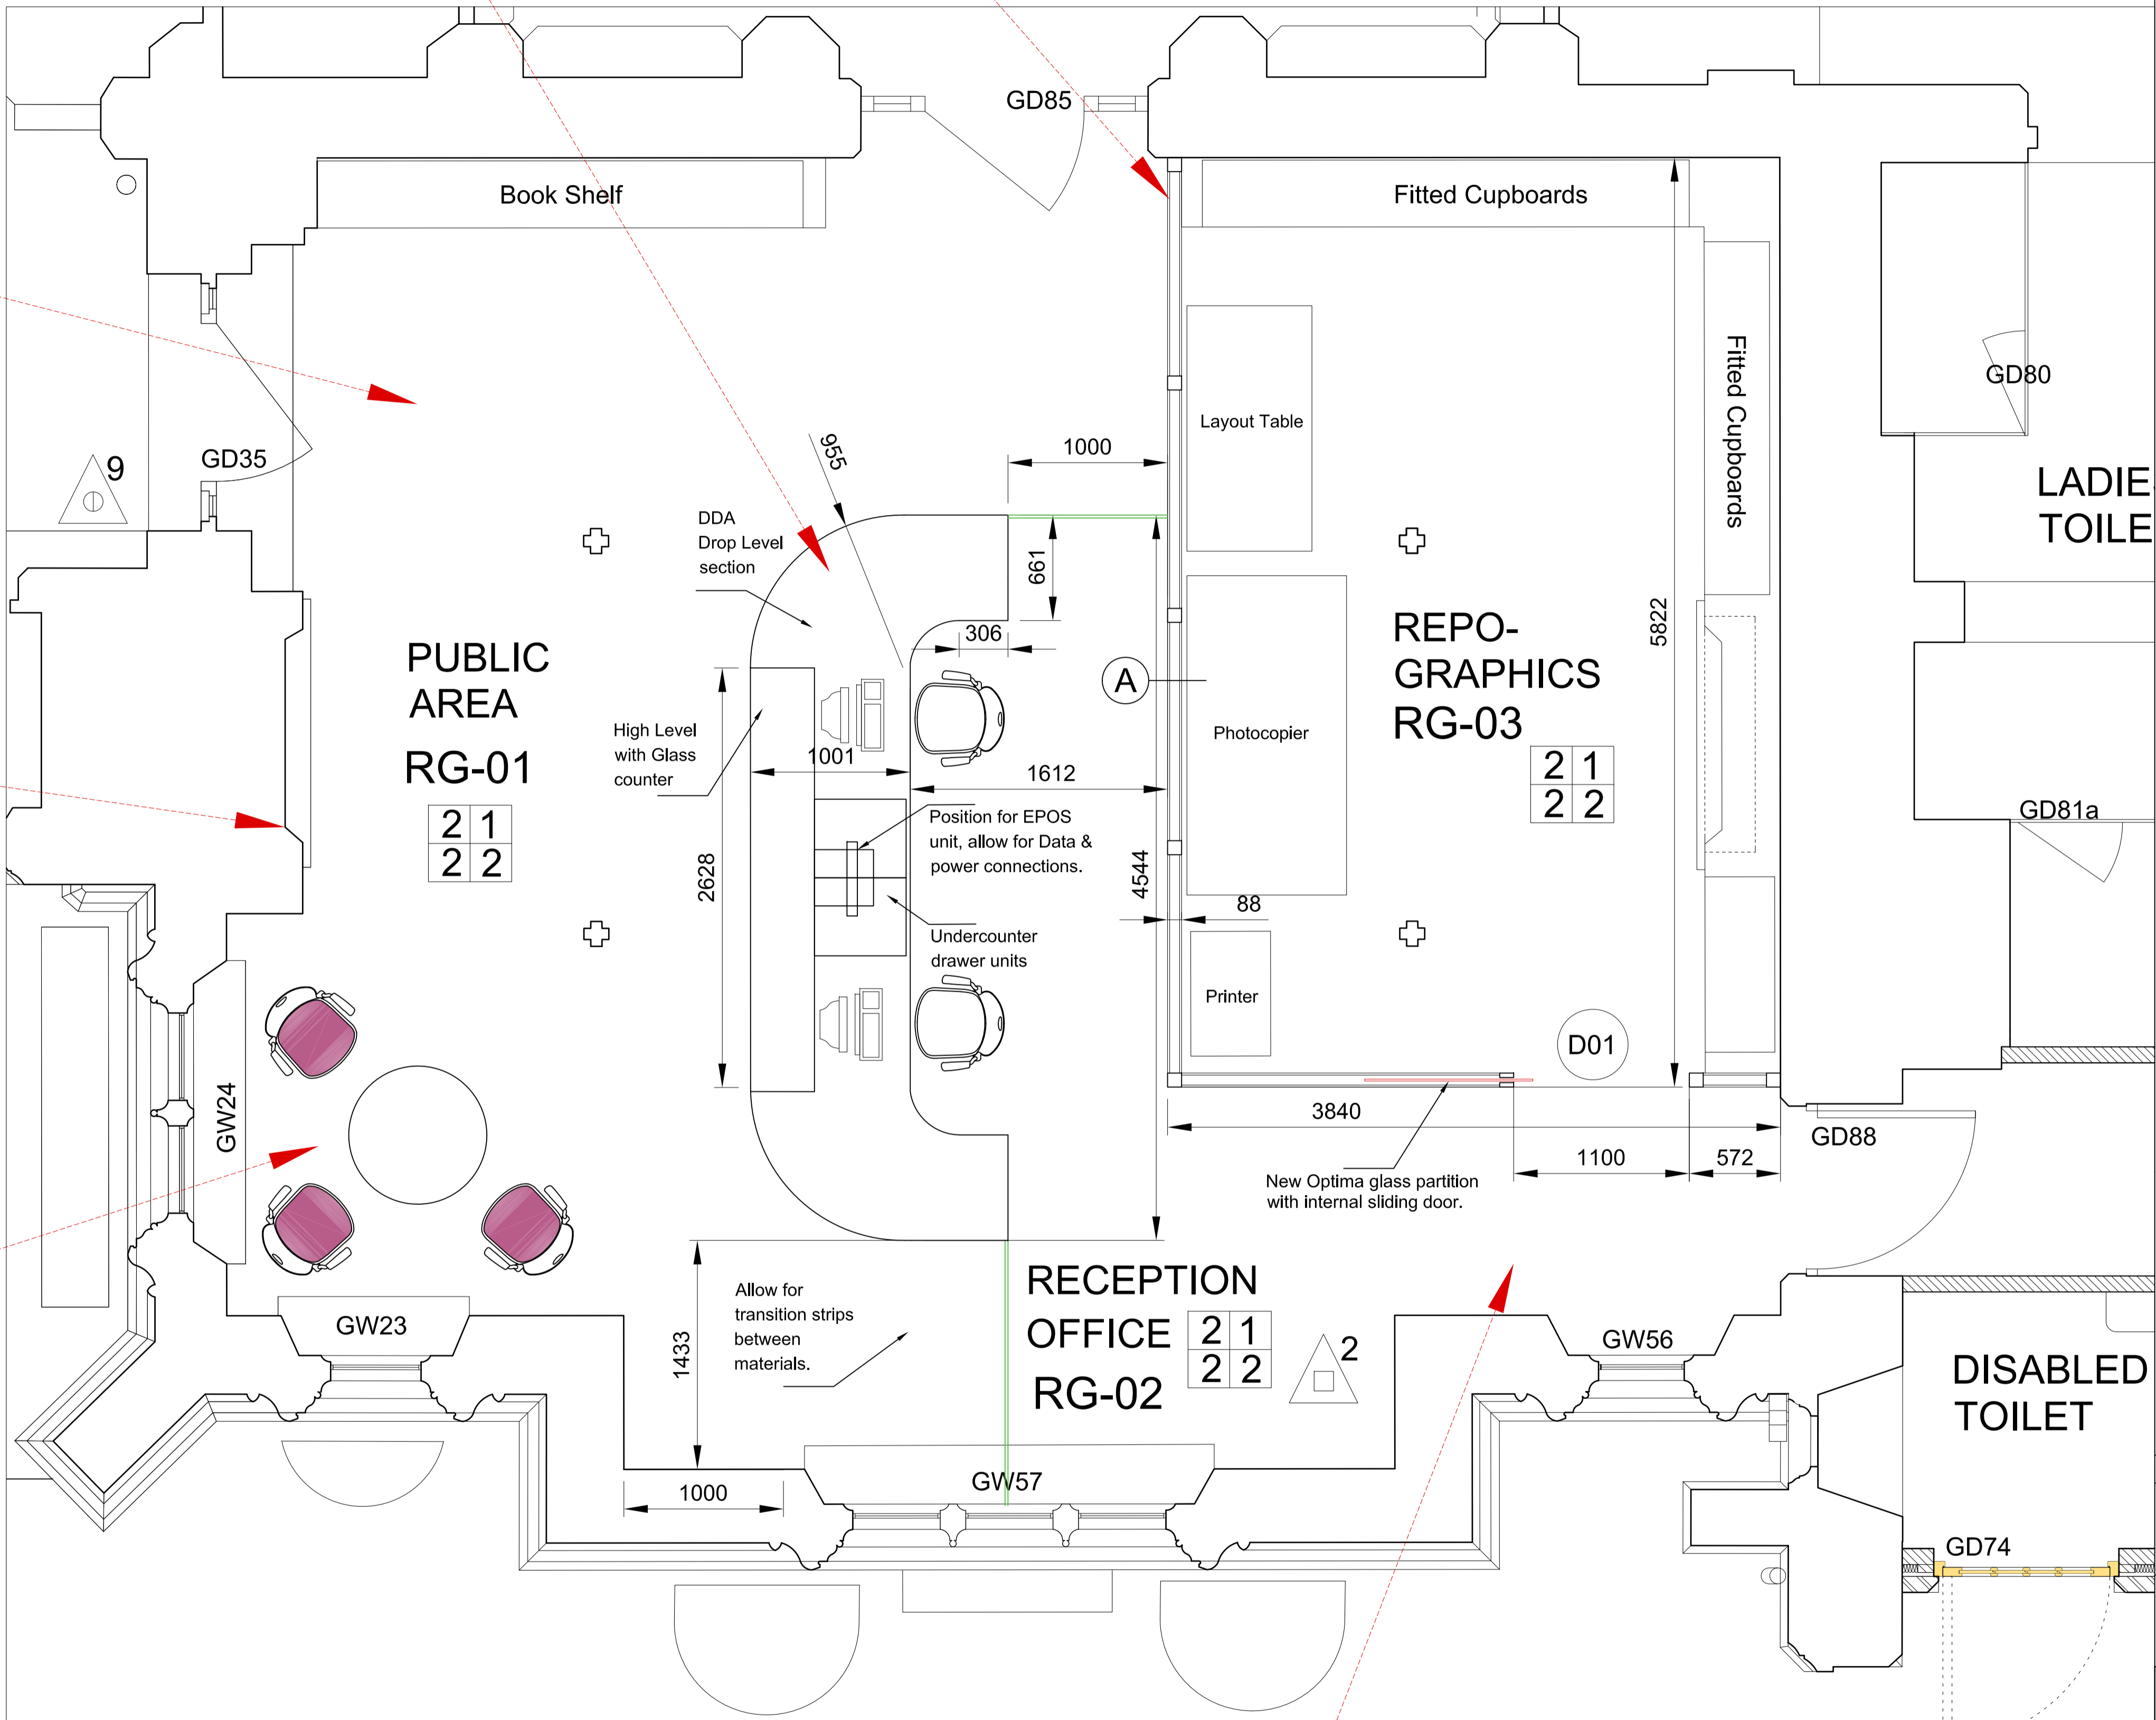 GD85
Book Shelf
Fitted Cupboards
Fitted Cupboards
GD80
Layout Table
9
GD35
955
1000
LADIE
TOILE
DDA
Drop Level
section
661
306
5822
PUBLIC
AREA
RG-01
2 1
2 2
A
REPO-
GRAPHICS
RG-03
2 1
2 2
High Level
with Glass
counter
1001
1612
Photocopier
Position for EPOS
unit, allow for Data &
power connections.
GD81a
2628
4544
88
Undercounter
drawer units
Printer
D01
GW24
3840
GD88
1100
572
New Optima glass partition
with internal sliding door.
RECEPTION
OFFICE
RG-02
2 1
2 2
2
Allow for
transition strips
between
materials.
1433
GW23
GW56
DISABLED
TOILET
GW57
1000
GD74